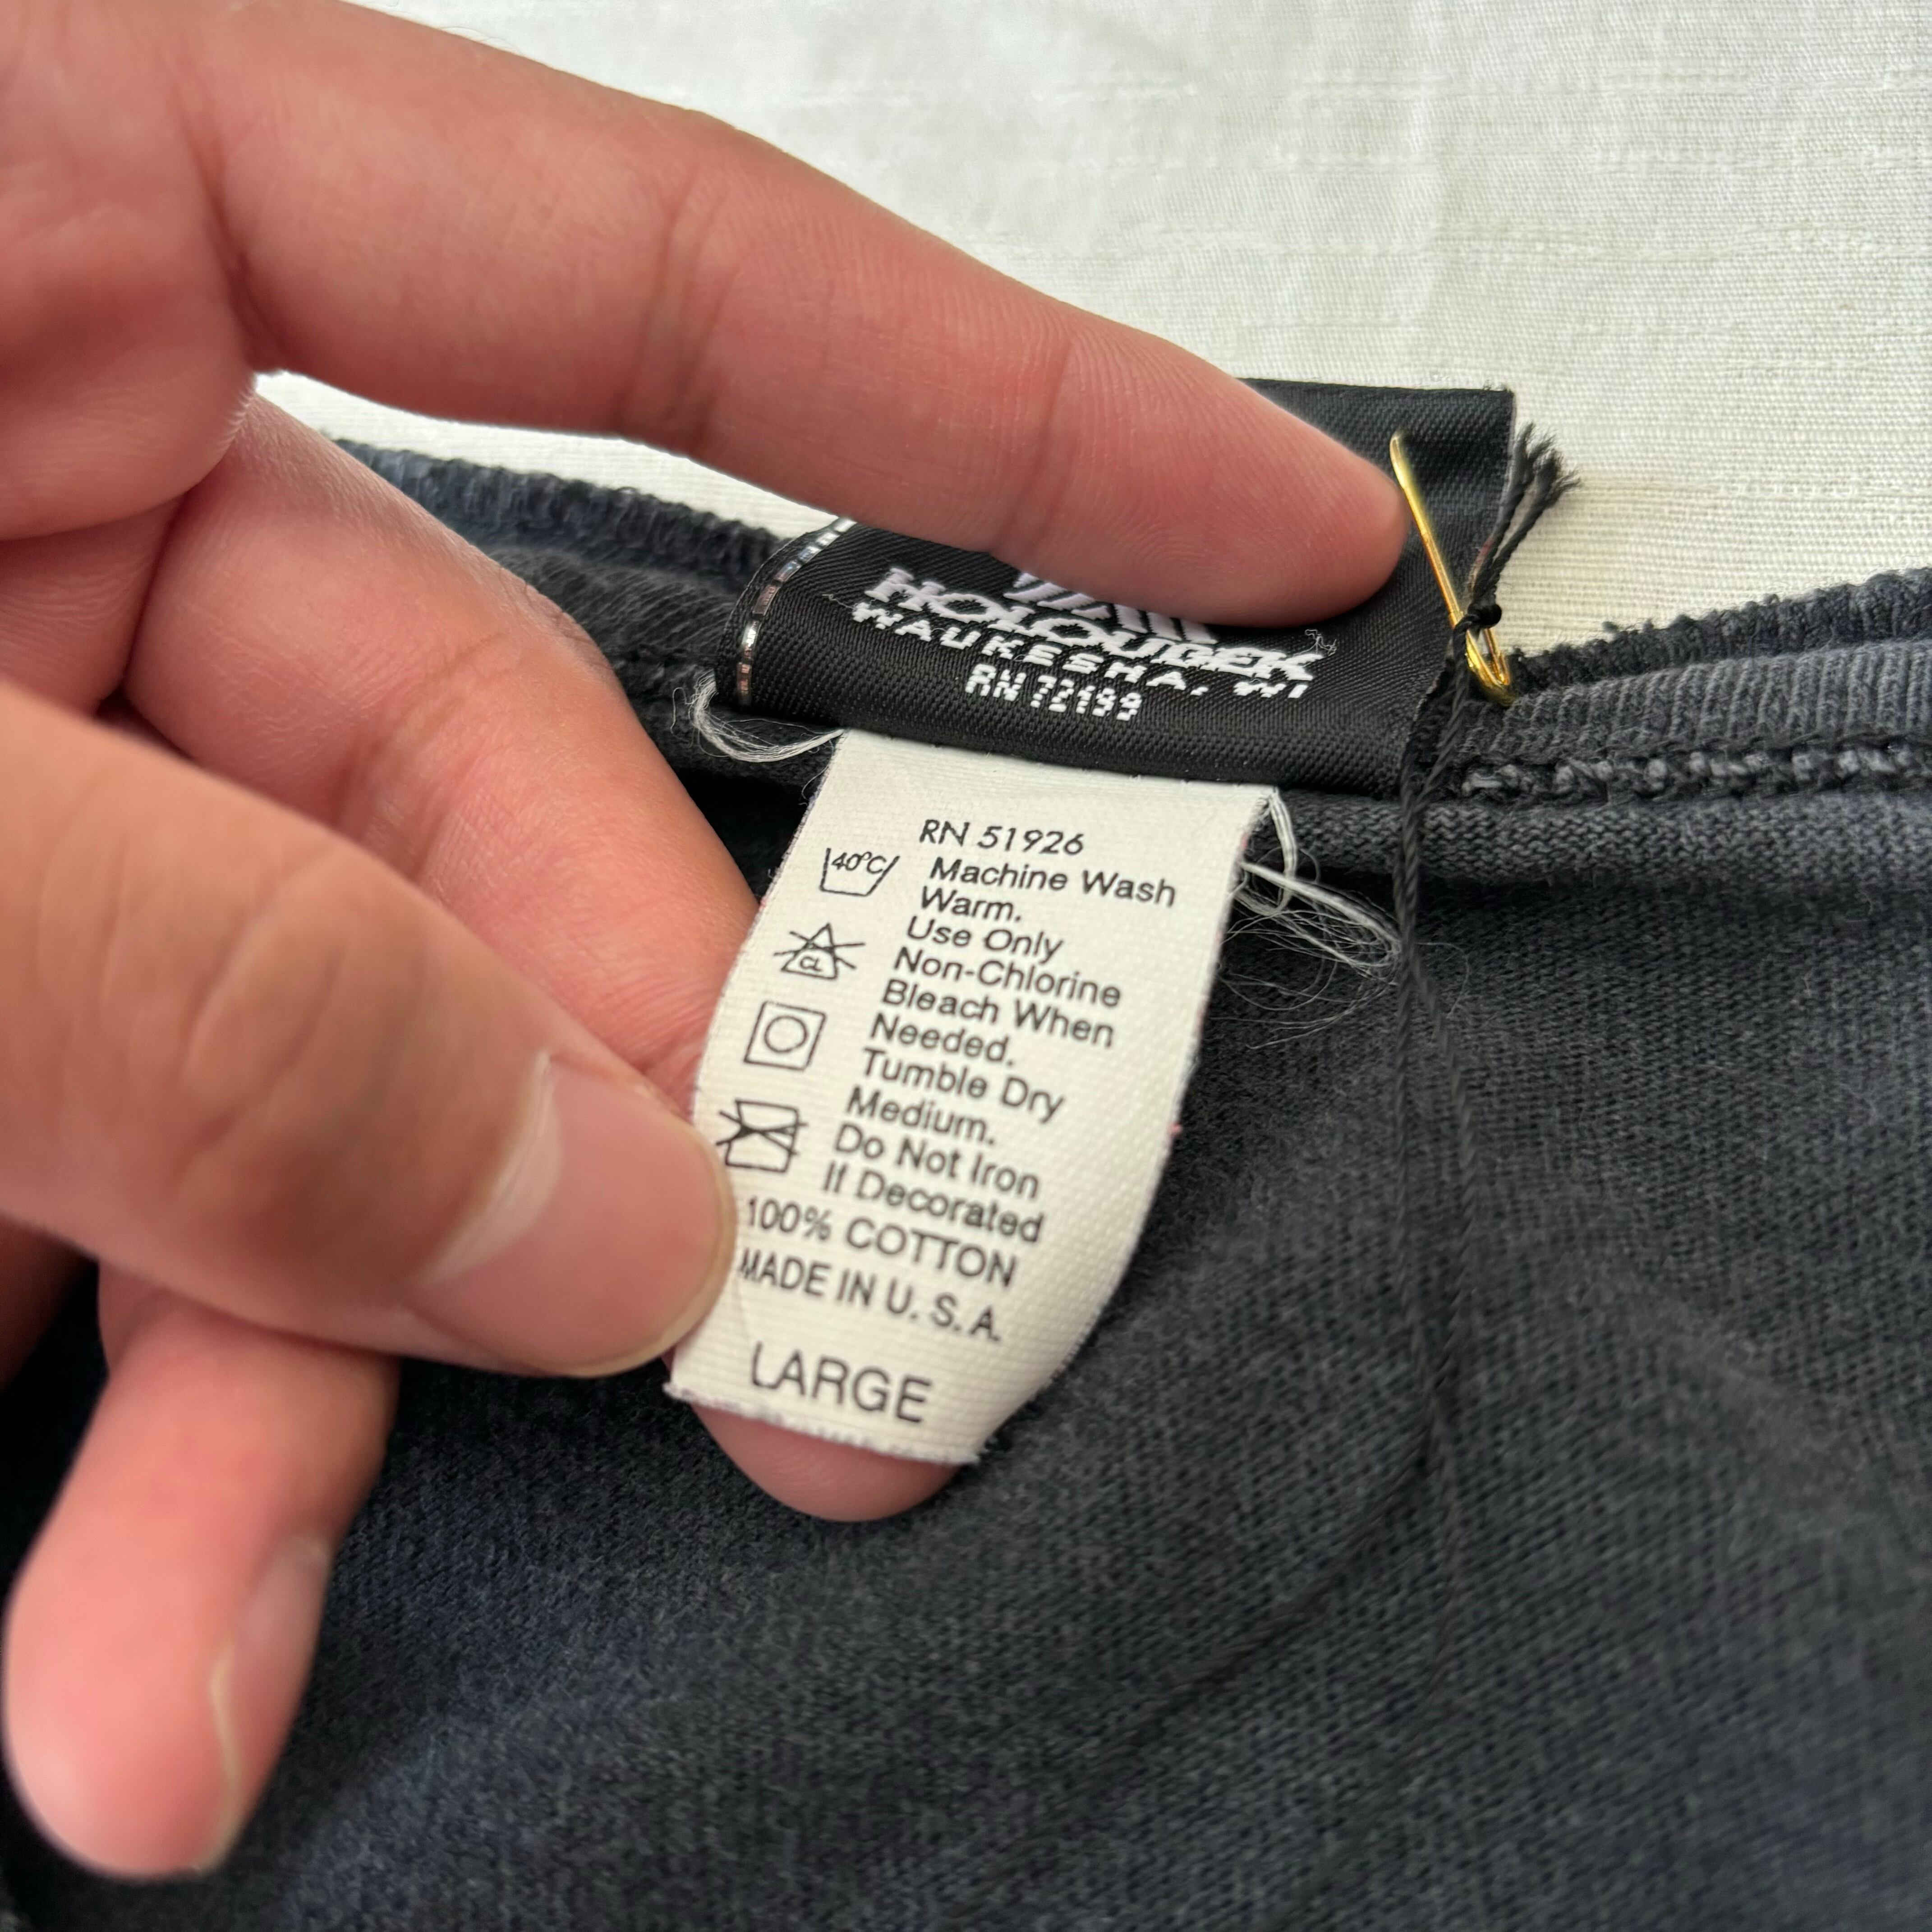 HOLOUBEK
WAUKESHA, WI
RN 72199
RN 51926
40°C
Machine Wash
Warm.
Use Only
CL
Non-Chlorine
Bleach When
Needed.
Tumble Dry
Medium.
Do Not Iron
If Decorated
100% COTTON
MADE IN U. S. A.
LARGE